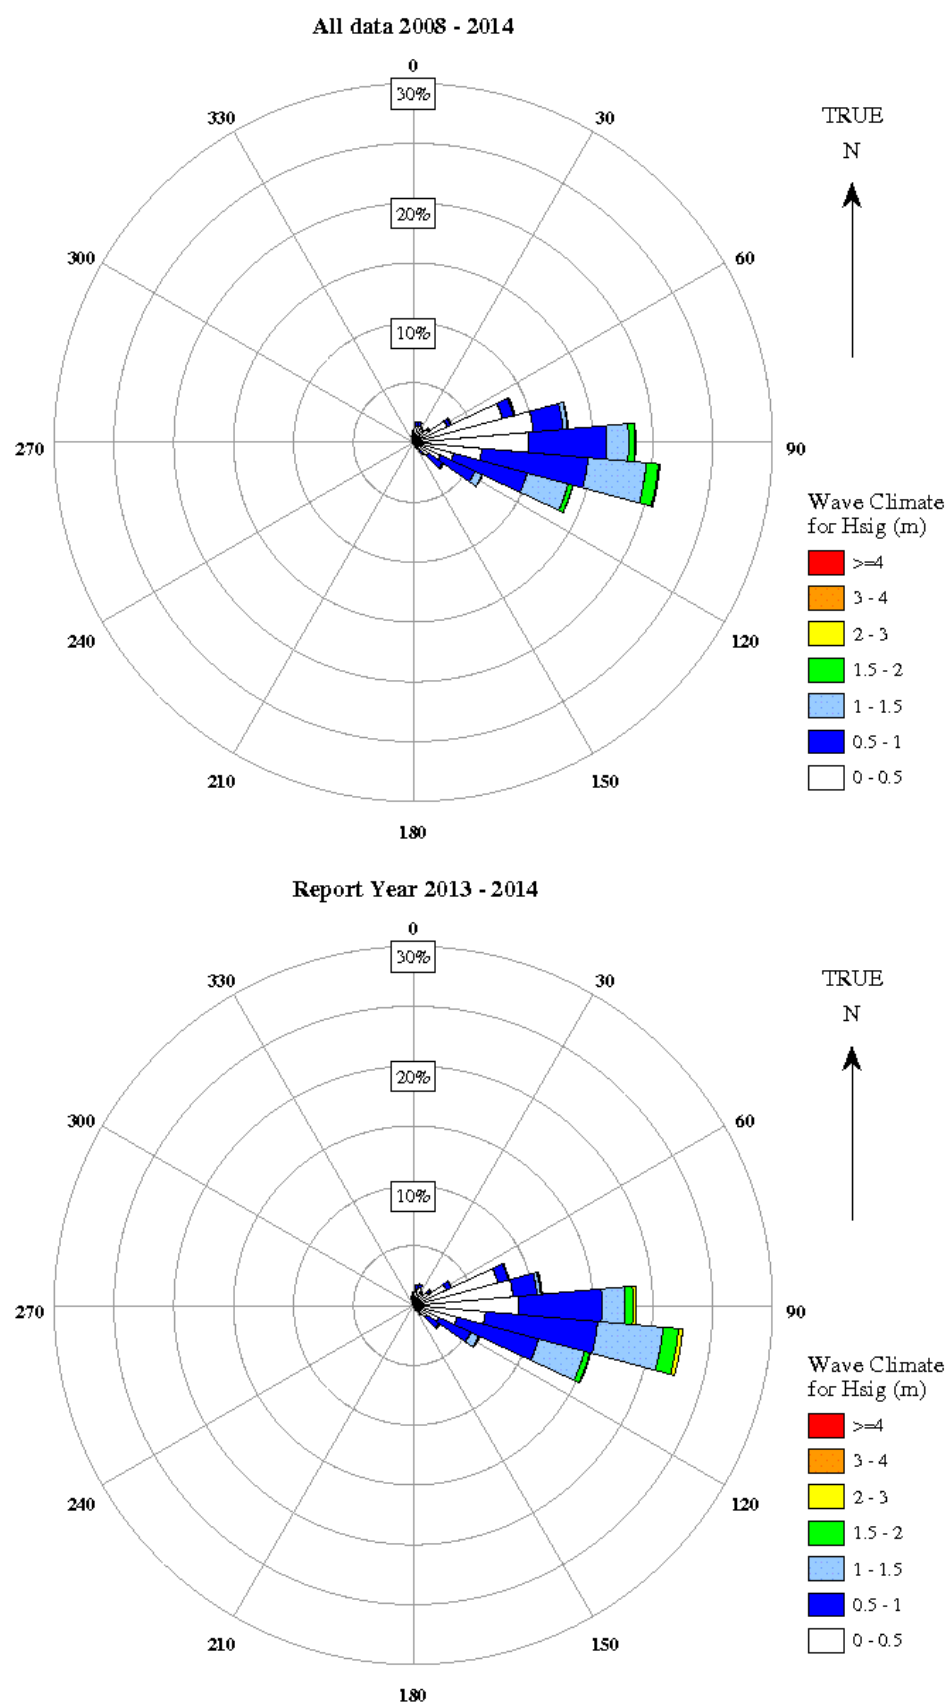 All data 2008 - 2014
0
30%
330
30
TRUE
N
20%
300
60
10%
270
90
Wave Climate
for Hsig (m)
>=4
3 - 4
2 - 3
1.5 - 2
1 - 1.5
0.5 - 1
0 - 0.5
240
120
210
150
180
Report Year 2013 - 2014
0
30%
330
30
TRUE
N
20%
300
60
10%
270
90
Wave Climate
for Hsig (m)
>=4
3 - 4
2 - 3
1.5 - 2
1 - 1.5
0.5 - 1
0 - 0.5
240
120
210
150
180